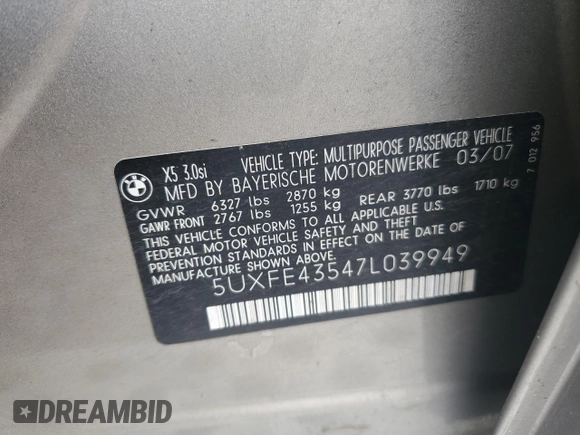 BMW
X5 3.0si VEHICLE TYPE: MULTIPURPOSE PASSENGER VEHICLE
MFD BY BAYERISCHE MOTORENWERKE 03/07
GVWR 6327 lbs 2870 kg
GAWR FRONT 2767 lbs 1255 kg REAR 3770 lbs 1710 kg
THIS VEHICLE CONFORMS TO ALL APPLICABLE U.S.
FEDERAL MOTOR VEHICLE SAFETY AND THEFT
PREVENTION STANDARDS IN EFFECT ON THE DATE OF
MANUFACTURE SHOWN ABOVE.
5UXFE43547L039949
7 012 956
DREAMBID